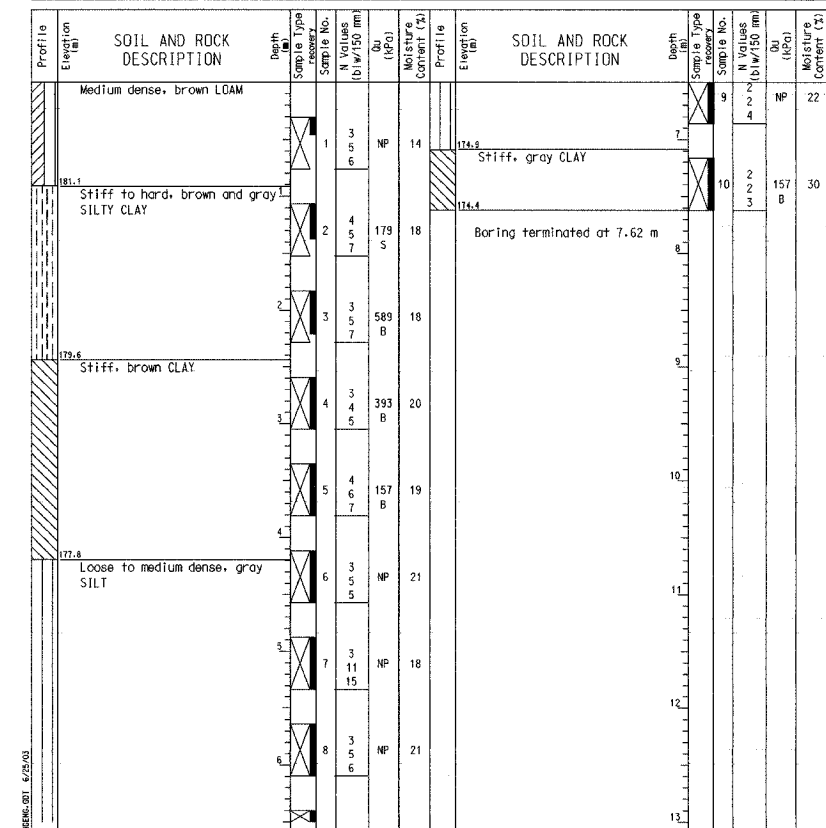 Profile
Elevation (m)
SOIL AND ROCK
DESCRIPTION
Depth (m)
Sample Type
recovery
Sample No.
N Values
(blw/150 mm)
Qu
(kPa)
Moisture
Content (%)
Medium dense, brown LOAM
1
3
5
6
NP
14
181.1
Stiff to hard, brown and gray
SILTY CLAY
1
2
4
5
7
179
S
18
2
3
3
5
7
589
B
18
179.6
Stiff, brown CLAY
4
3
4
5
393
B
20
3
5
4
6
7
157
B
19
4
177.8
Loose to medium dense, gray
SILT
6
3
5
5
NP
21
5
7
3
11
15
NP
18
8
3
5
6
NP
21
6
6/25/03
Profile
Elevation (m)
SOIL AND ROCK
DESCRIPTION
Depth (m)
Sample Type
recovery
Sample No.
N Values
(blw/150 mm)
Qu
(kPa)
Moisture
Content (%)
9
2
2
4
NP
22
7
174.9
Stiff, gray CLAY
10
2
2
3
157
B
30
174.4
Boring terminated at 7.62 m
8
9
10
11
12
13